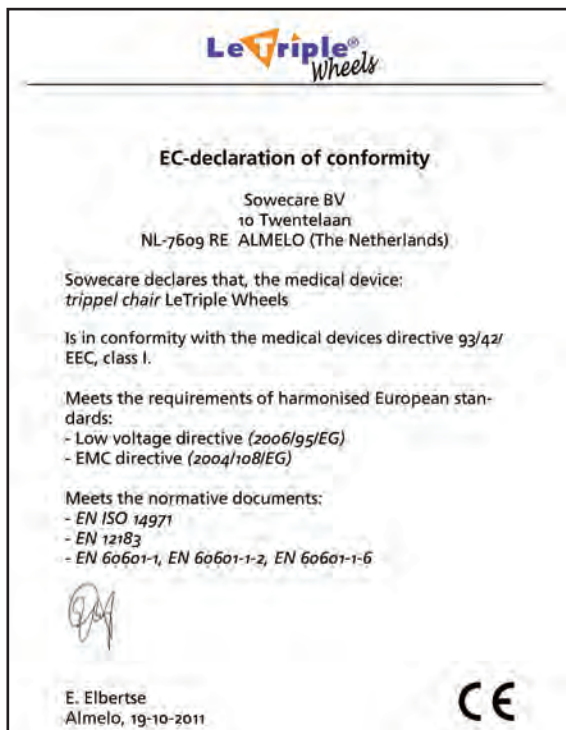 LeTriple®
Wheels
EC-declaration of conformity
Sowecare BV
10 Twentelaan
NL-7609 RE ALMELO (The Netherlands)
Sowecare declares that, the medical device:
trippel chair LeTriple Wheels
Is in conformity with the medical devices directive 93/42/
EEC, class I.
Meets the requirements of harmonised European stan-
dards:
- Low voltage directive (2006/95/EG)
- EMC directive (2004/108/EG)
Meets the normative documents:
- EN ISO 14971
- EN 12183
- EN 60601-1, EN 60601-1-2, EN 60601-1-6
E. Elbertse
Almelo, 19-10-2011
CE